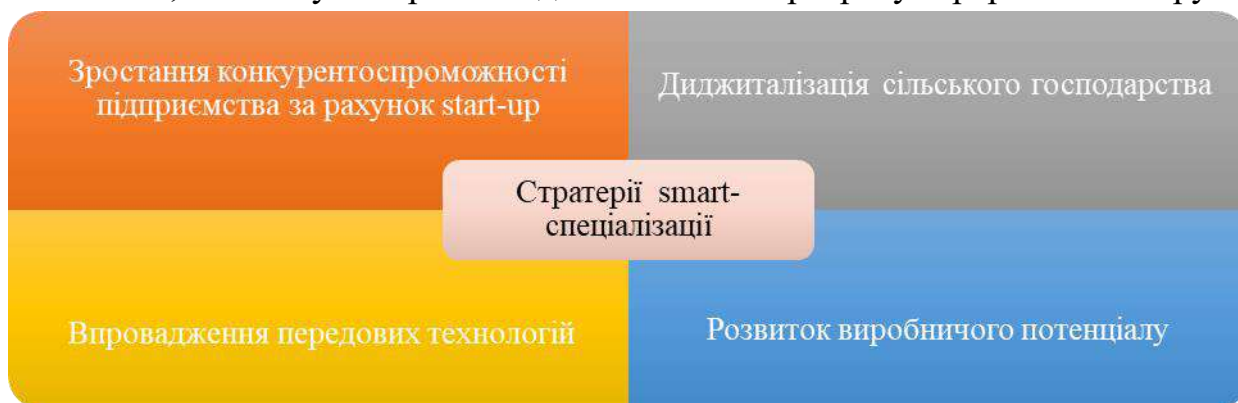 Зростання конкурентоспроможності
підприємства за рахунок start-up
Диджиталізація сільського господарства
Стратерії smart-
спеціалізації
Впровадження передових технологій
Розвиток виробничого потенціалу